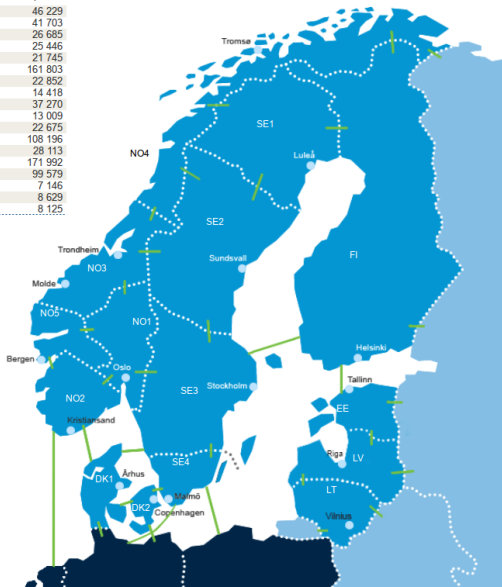 46 229
41 703
26 685
25 446
21 745
161 803
22 852
14 418
37 270
13 009
22 675
108 196
28 113
171 992
99 579
7 146
8 629
8 125
Tromsø
SE1
NO4
Luleå
SE2
Trondheim
FI
Sundsvall
NO3
Molde
NO5
NO1
Helsinki
Bergen
Oslo
Tallinn
Stockholm
SE3
NO2
EE
Kristiansand
Riga
LV
SE4
Århus
DK1
LT
Malmö
DK2
Copenhagen
Vilnius